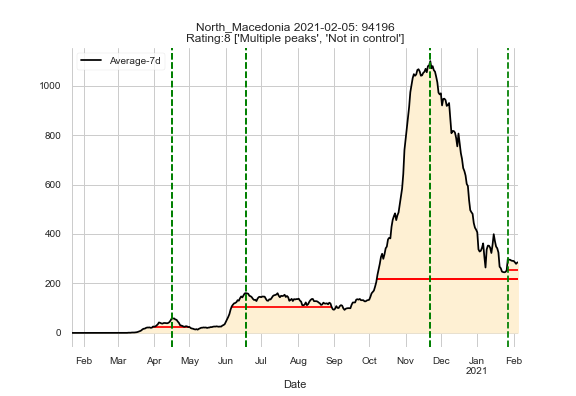 North_Macedonia 2021-02-05: 94196
Rating:8 ['Multiple peaks', 'Not in control']
Average-7d
1000
800
600
400
200
0
Feb Mar Apr May Jun Jul Aug Sep Oct Nov Dec Jan Feb
2021
Date